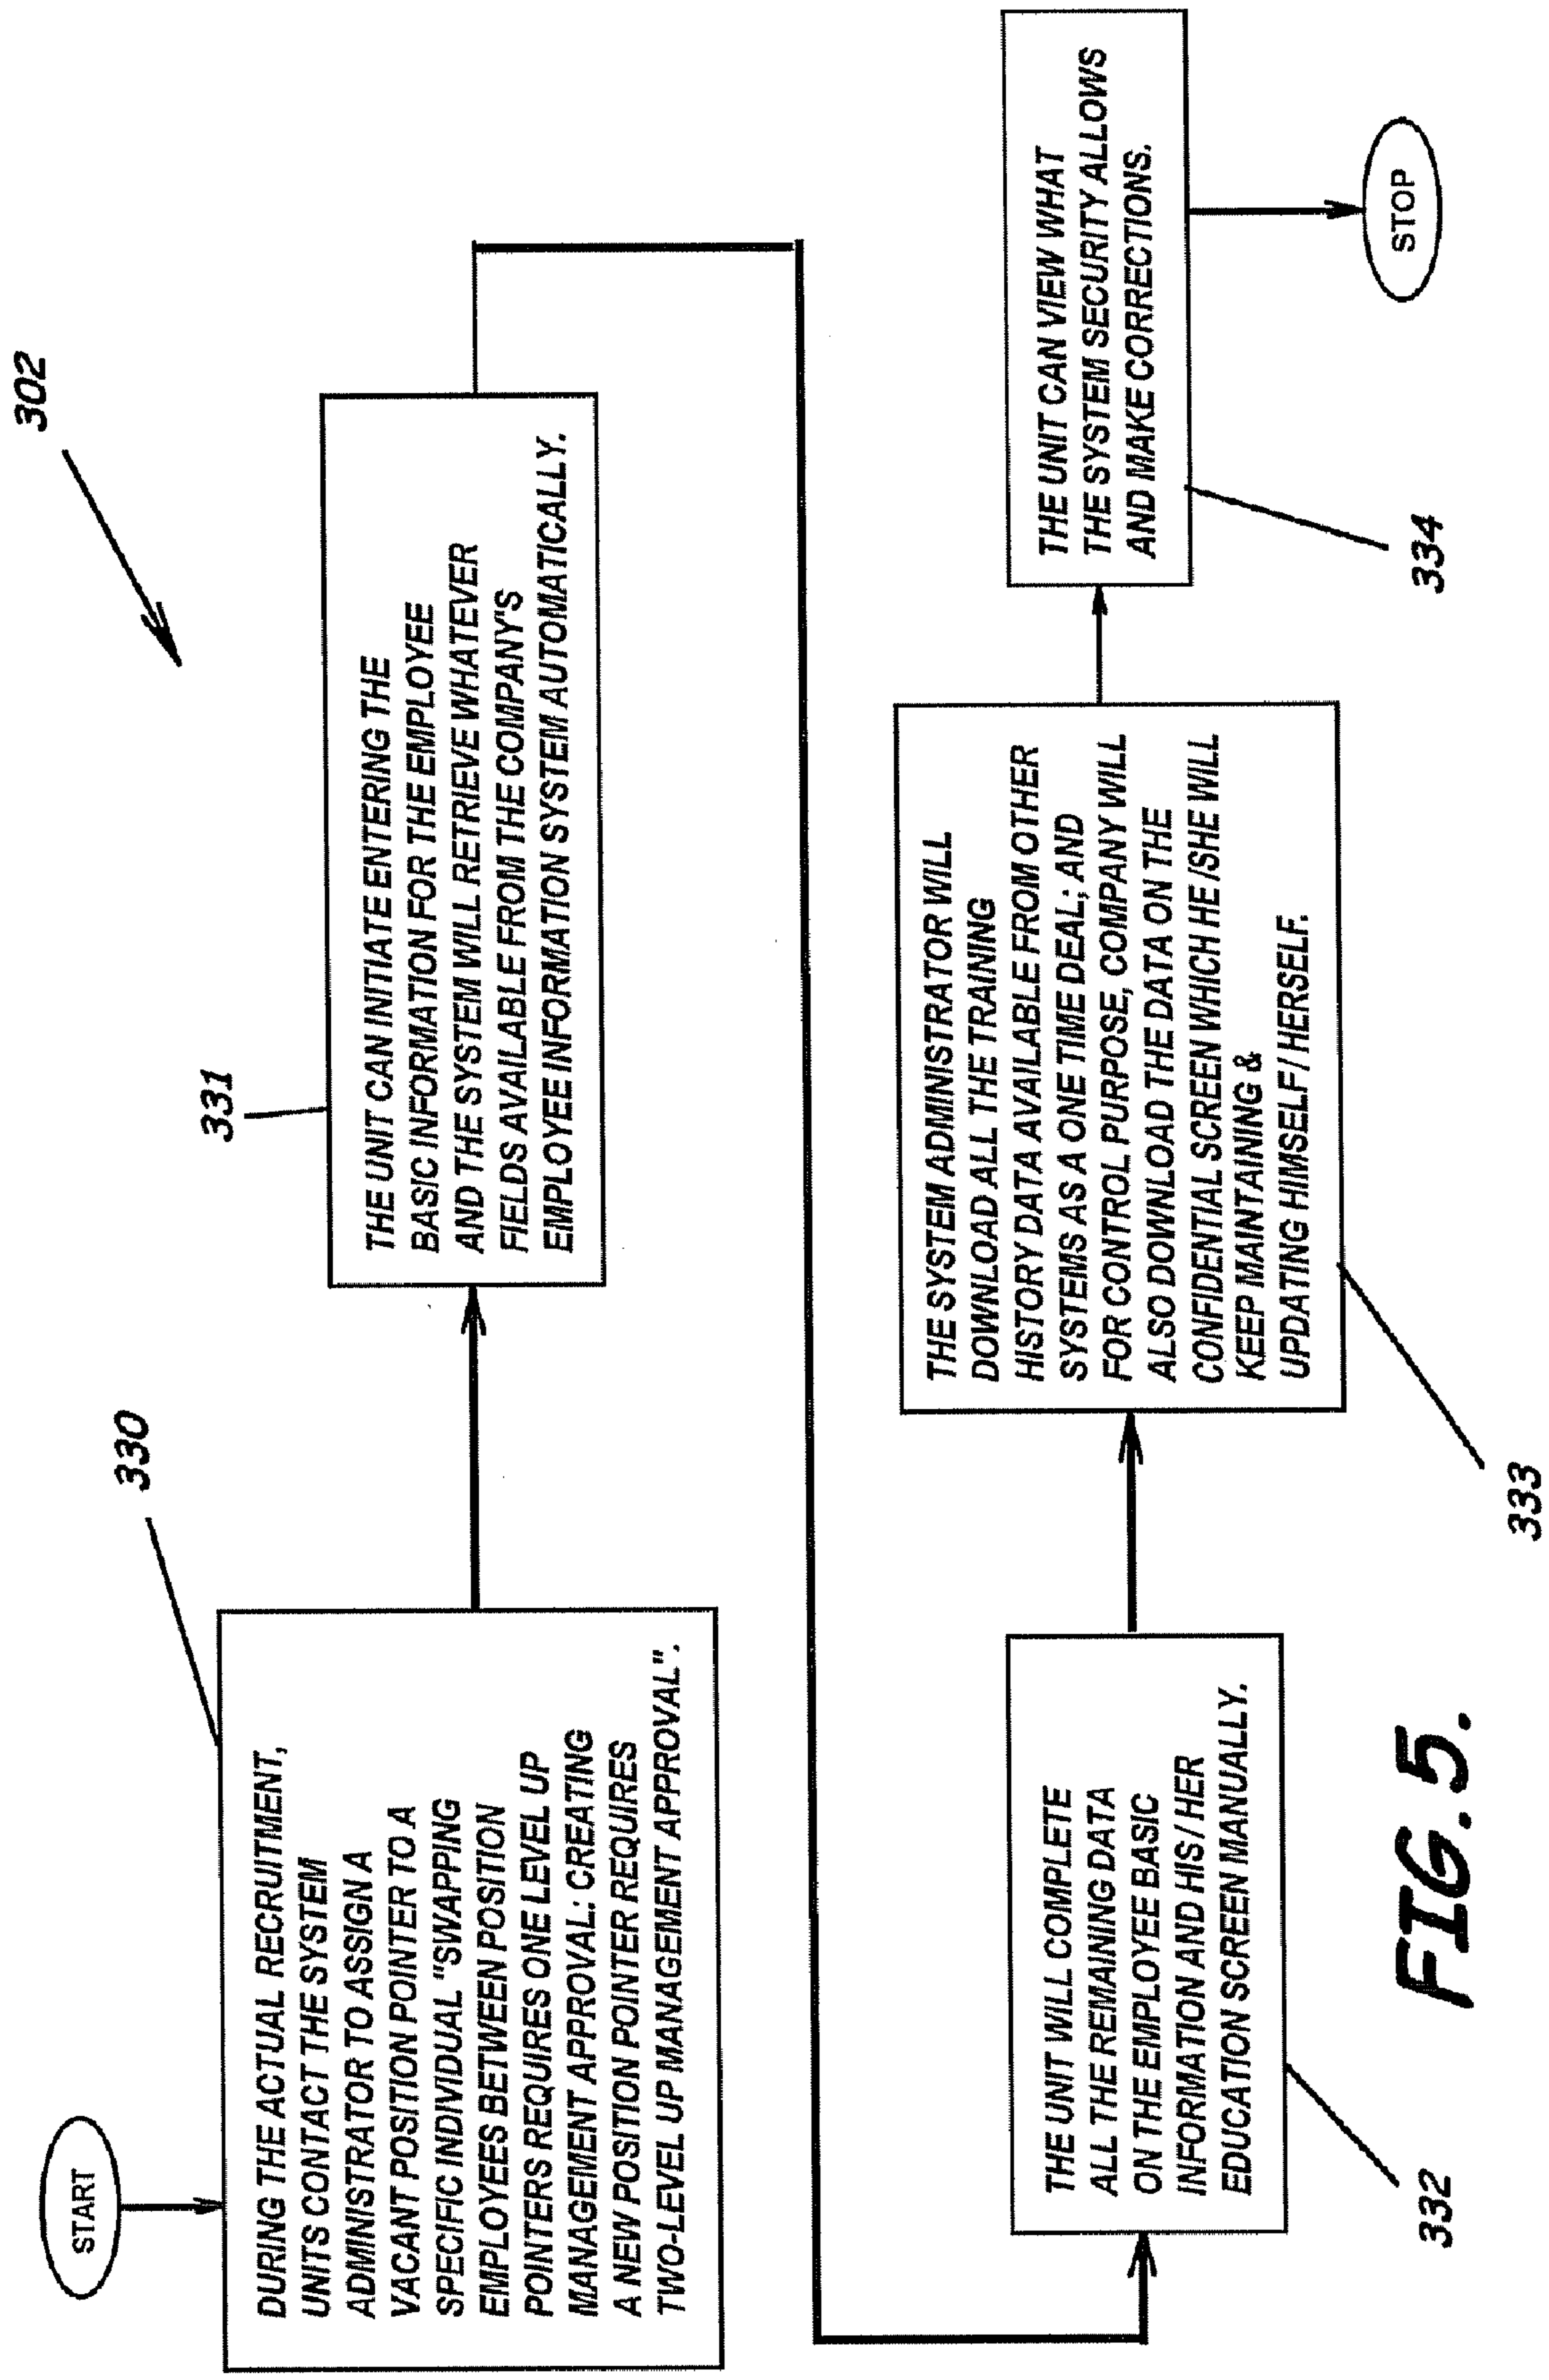 302
START
330
DURING THE ACTUAL RECRUITMENT,
UNITS CONTACT THE SYSTEM
ADMINISTRATOR TO ASSIGN A
VACANT POSITION POINTER TO A
SPECIFIC INDIVIDUAL "SWAPPING
EMPLOYEES BETWEEN POSITION
POINTERS REQUIRES ONE LEVEL UP
MANAGEMENT APPROVAL: CREATING
A NEW POSITION POINTER REQUIRES
TWO-LEVEL UP MANAGEMENT APPROVAL".
331
THE UNIT CAN INITIATE ENTERING THE
BASIC INFORMATION FOR THE EMPLOYEE
AND THE SYSTEM WILL RETRIEVE WHATEVER
FIELDS AVAILABLE FROM THE COMPANY'S
EMPLOYEE INFORMATION SYSTEM AUTOMATICALLY.
THE UNIT WILL COMPLETE
ALL THE REMAINING DATA
ON THE EMPLOYEE BASIC
INFORMATION AND HIS/HER
EDUCATION SCREEN MANUALLY.
332
THE SYSTEM ADMINISTRATOR WILL
DOWNLOAD ALL THE TRAINING
HISTORY DATA AVAILABLE FROM OTHER
SYSTEMS AS A ONE TIME DEAL; AND
FOR CONTROL PURPOSE, COMPANY WILL
ALSO DOWNLOAD THE DATA ON THE
CONFIDENTIAL SCREEN WHICH HE/SHE WILL
KEEP MAINTAINING &
UPDATING HIMSELF/HERSELF.
333
THE UNIT CAN VIEW WHAT
THE SYSTEM SECURITY ALLOWS
AND MAKE CORRECTIONS.
334
STOP
FIG. 5.